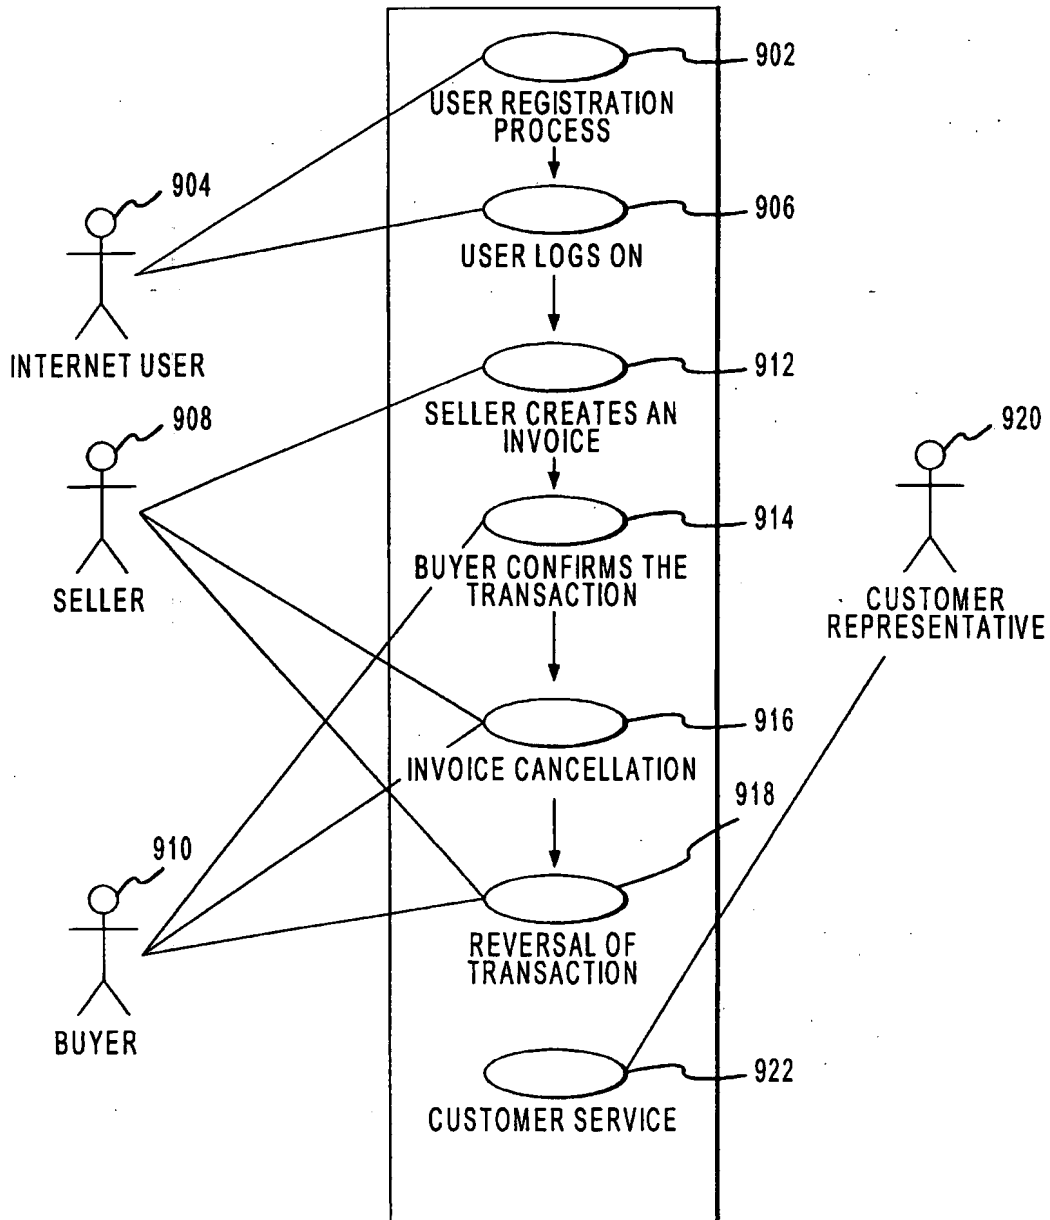 902
USER REGISTRATION
PROCESS
904
906
USER LOGS ON
INTERNET USER
912
SELLER CREATES AN
INVOICE
908
920
914
BUYER CONFIRMS THE
TRANSACTION
SELLER
CUSTOMER
REPRESENTATIVE
916
INVOICE CANCELLATION
918
910
REVERSAL OF
TRANSACTION
BUYER
922
CUSTOMER SERVICE